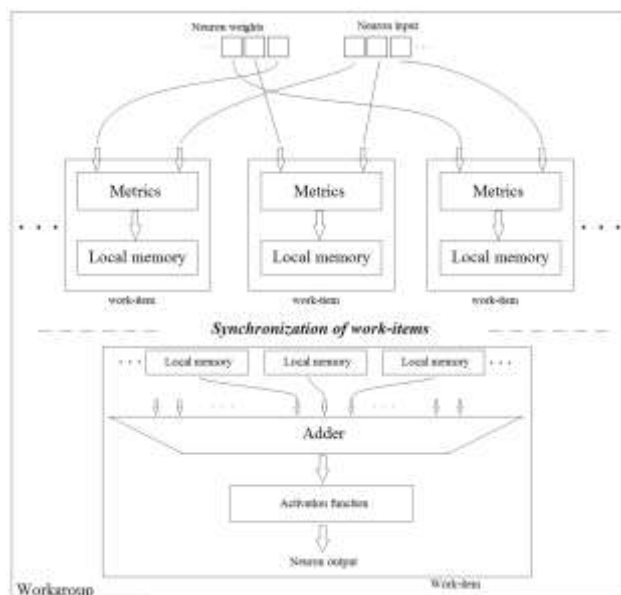 Neuron weights
Neuron input
Metrics
Metrics
Metrics
Local memory
Local memory
Local memory
work-item
work-item
work-item
Synchronization of work-items
Local memory
Local memory
Local memory
Adder
Activation function
Neuron output
Work-item
Workgroup